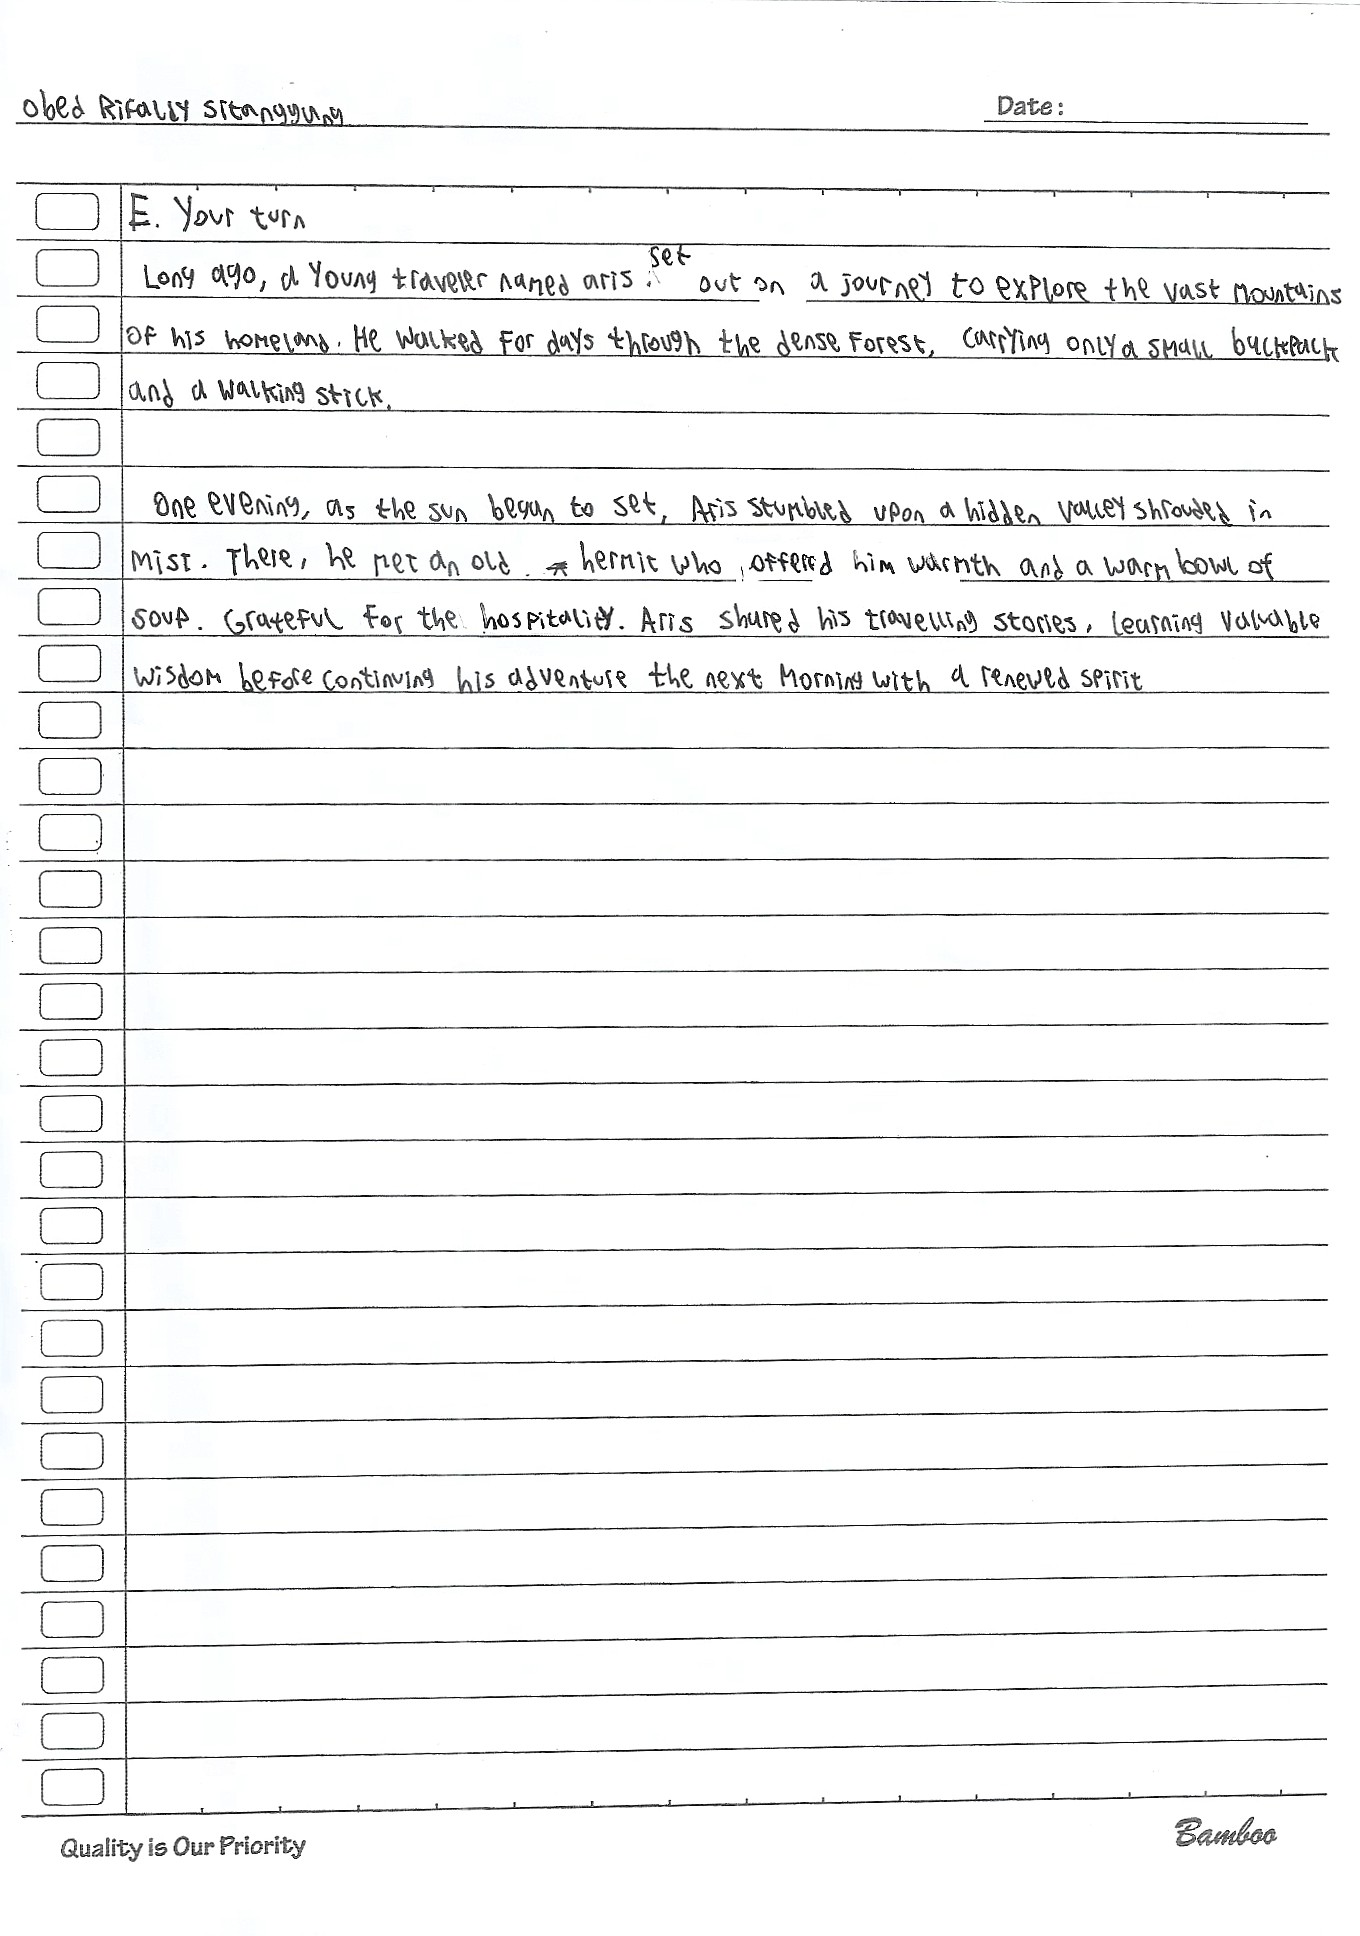 Obed Rifally Sitanggung
Date:
E. Your turn
Long ago, a Young traveler named aris set out on a journey to explore the vast Mountains
of his homeland. He walked for days through the dense Forest, carrying only a small backpack
and a walking stick.
One evening, as the sun began to set, Aris stumbled upon a hidden valley shrouded in
Mist. There, he met an old hermit who offered him warmth and a warm bowl of
soup. Grateful for the hospitality. Aris shared his travelling stories, learning valuable
wisdom before continuing his adventure the next Morning with a renewed spirit
Quality is Our Priority
Bamboo